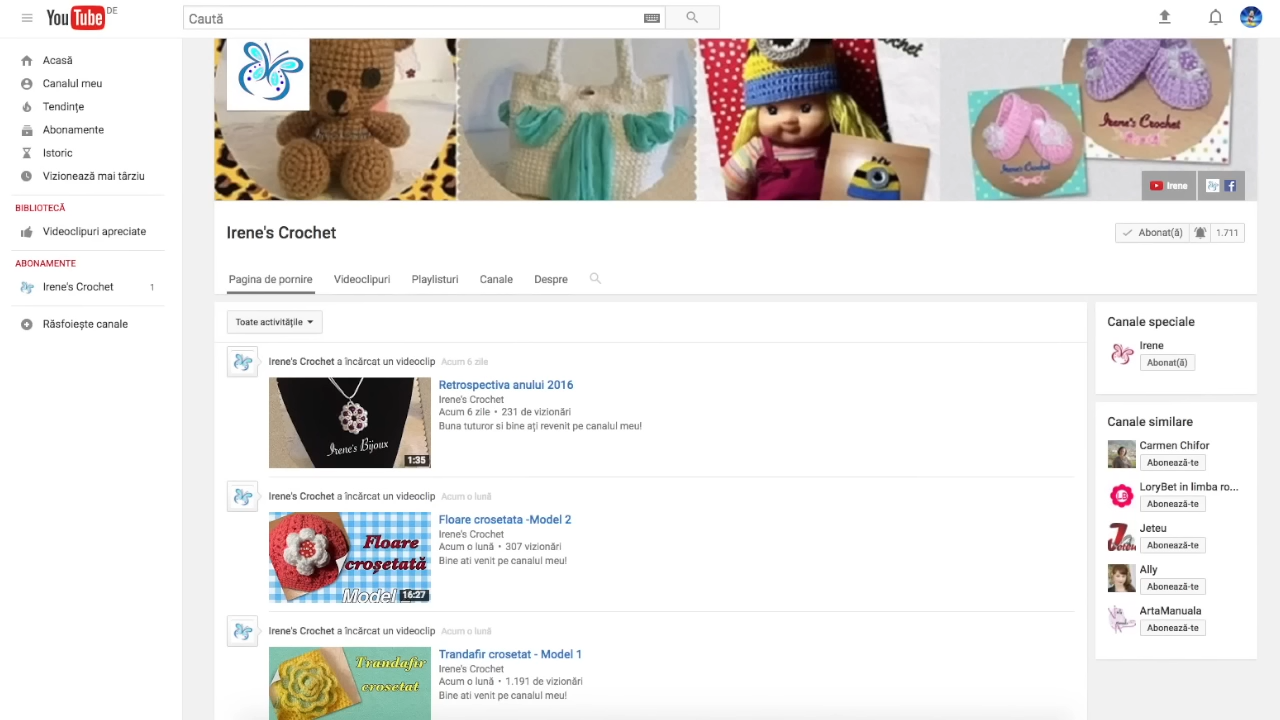 YouTube DE
Caută
Acasă
Canalul meu
Tendințe
Abonamente
Istoric
Vizionează mai târziu
BIBLIOTECĂ
Videoclipuri apreciate
ABONAMENTE
Irene's Crochet 1
Răsfoiește canale
Crochet
Irene's Crochet
Irene's Crochet
Irene
Irene's Crochet
Abonat(ă) 1.711
Pagina de pornire Videoclipuri Playlisturi Canale Despre
Toate activitățile
Irene's Crochet a încărcat un videoclip Acum 6 zile
Irene's Bijoux
1:35
Retrospectiva anului 2016
Irene's Crochet
Acum 6 zile • 231 de vizionări
Buna tuturor si bine ați revenit pe canalul meu!
Irene's Crochet a încărcat un videoclip Acum o lună
Floare
croșetată
Model
16:27
Floare crosetata -Model 2
Irene's Crochet
Acum o lună • 307 vizionări
Bine ati venit pe canalul meu!
Irene's Crochet a încărcat un videoclip Acum o lună
Trandafir
crosetat
Trandafir crosetat - Model 1
Irene's Crochet
Acum o lună • 1.191 de vizionări
Bine ati venit pe canalul meu!
Canale speciale
Irene
Abonat(ă)
Canale similare
Carmen Chifor
Abonează-te
LoryBet in limba ro...
Abonează-te
Jeteu
Abonează-te
Ally
Abonează-te
ArtaManuala
Abonează-te